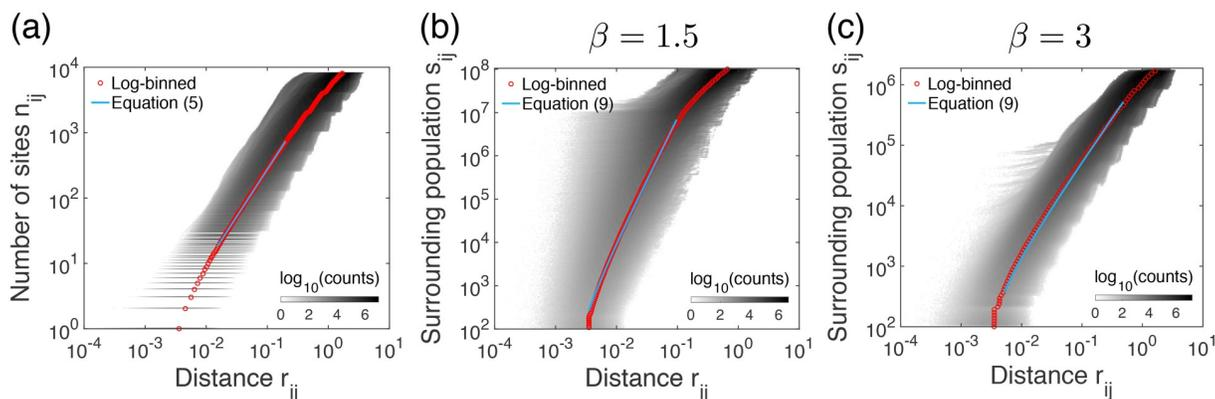 (a)
Number of sites n_ij
10^4
10^3
10^2
10^1
10^0
Log-binned
Equation (5)
log_10(counts)
0 2 4 6
10^-4 10^-3 10^-2 10^-1 10^0 10^1
Distance r_ij
(b)
β = 1.5
Surrounding population s_ij
10^8
10^7
10^6
10^5
10^4
10^3
10^2
Log-binned
Equation (9)
log_10(counts)
0 2 4 6
10^-4 10^-3 10^-2 10^-1 10^0 10^1
Distance r_ij
(c)
β = 3
Surrounding population s_ij
10^6
10^5
10^4
10^3
10^2
Log-binned
Equation (9)
log_10(counts)
0 2 4 6
10^-4 10^-3 10^-2 10^-1 10^0 10^1
Distance r_ij